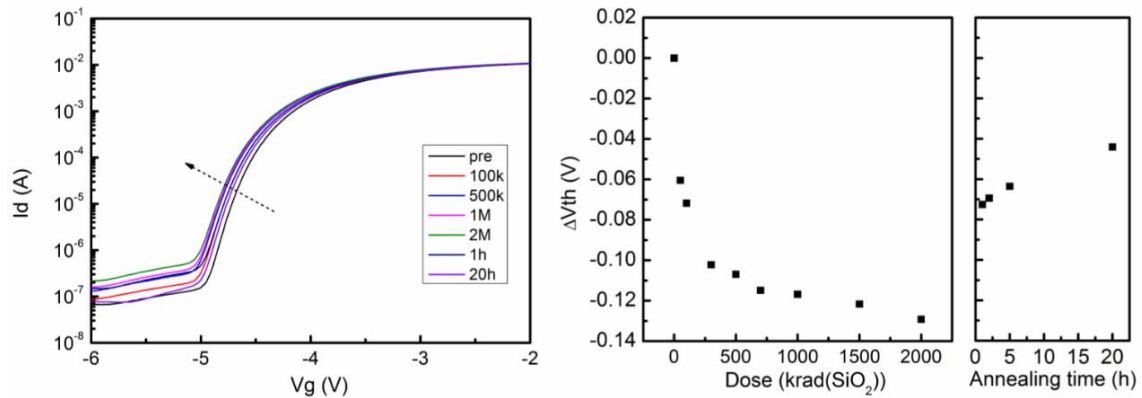 10^-1
10^-2
10^-3
10^-4
10^-5
10^-6
10^-7
10^-8
Id (A)
-6 -5 -4 -3 -2
Vg (V)
pre
100k
500k
1M
2M
1h
20h
0.00
-0.02
-0.04
-0.06
-0.08
-0.10
-0.12
-0.14
ΔVth (V)
0 500 1000 1500 2000
Dose (krad(SiO₂))
0 5 10 15 20
Annealing time (h)